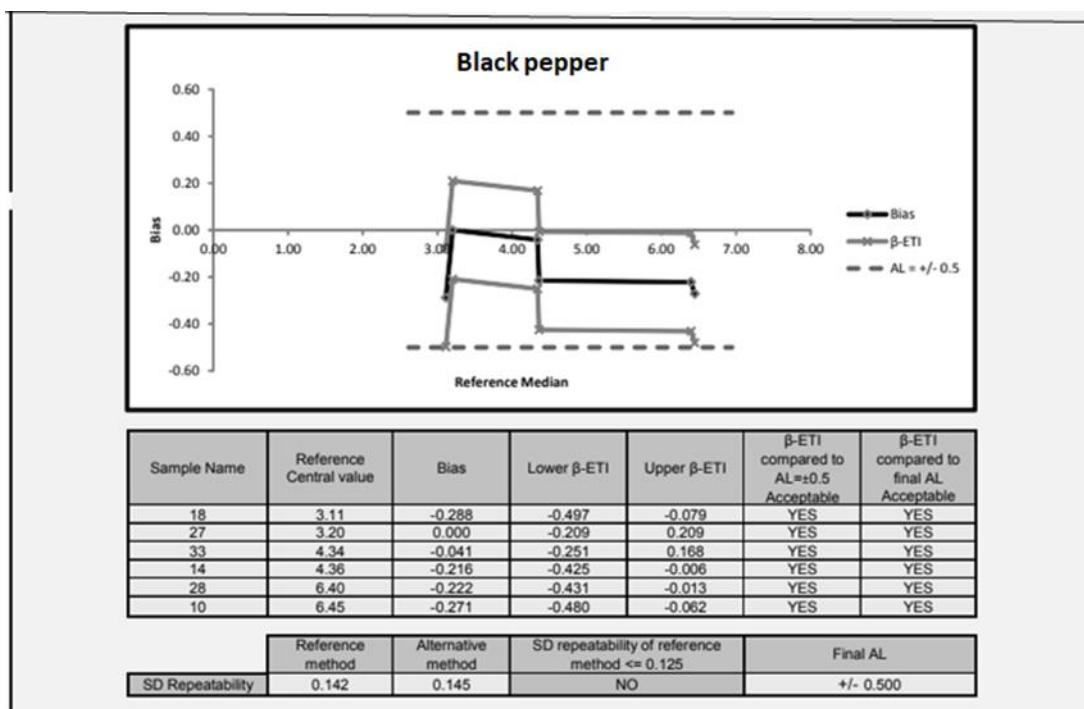 Black pepper
0.60
0.40
0.20
0.00
-0.20
-0.40
-0.60
0.00 1.00 2.00 3.00 4.00 5.00 6.00 7.00 8.00
Bias
Reference Median
Bias
β-ETI
AL = +/- 0.5
Sample Name Reference Central value Bias Lower β-ETI Upper β-ETI β-ETI compared to AL=±0.5 Acceptable β-ETI compared to final AL Acceptable
18 3.11 -0.288 -0.497 -0.079 YES YES
27 3.20 0.000 -0.209 0.209 YES YES
33 4.34 -0.041 -0.251 0.168 YES YES
14 4.36 -0.216 -0.425 -0.006 YES YES
28 6.40 -0.222 -0.431 -0.013 YES YES
10 6.45 -0.271 -0.480 -0.062 YES YES
Reference method Alternative method SD repeatability of reference method <= 0.125 Final AL
SD Repeatability 0.142 0.145 NO +/- 0.500